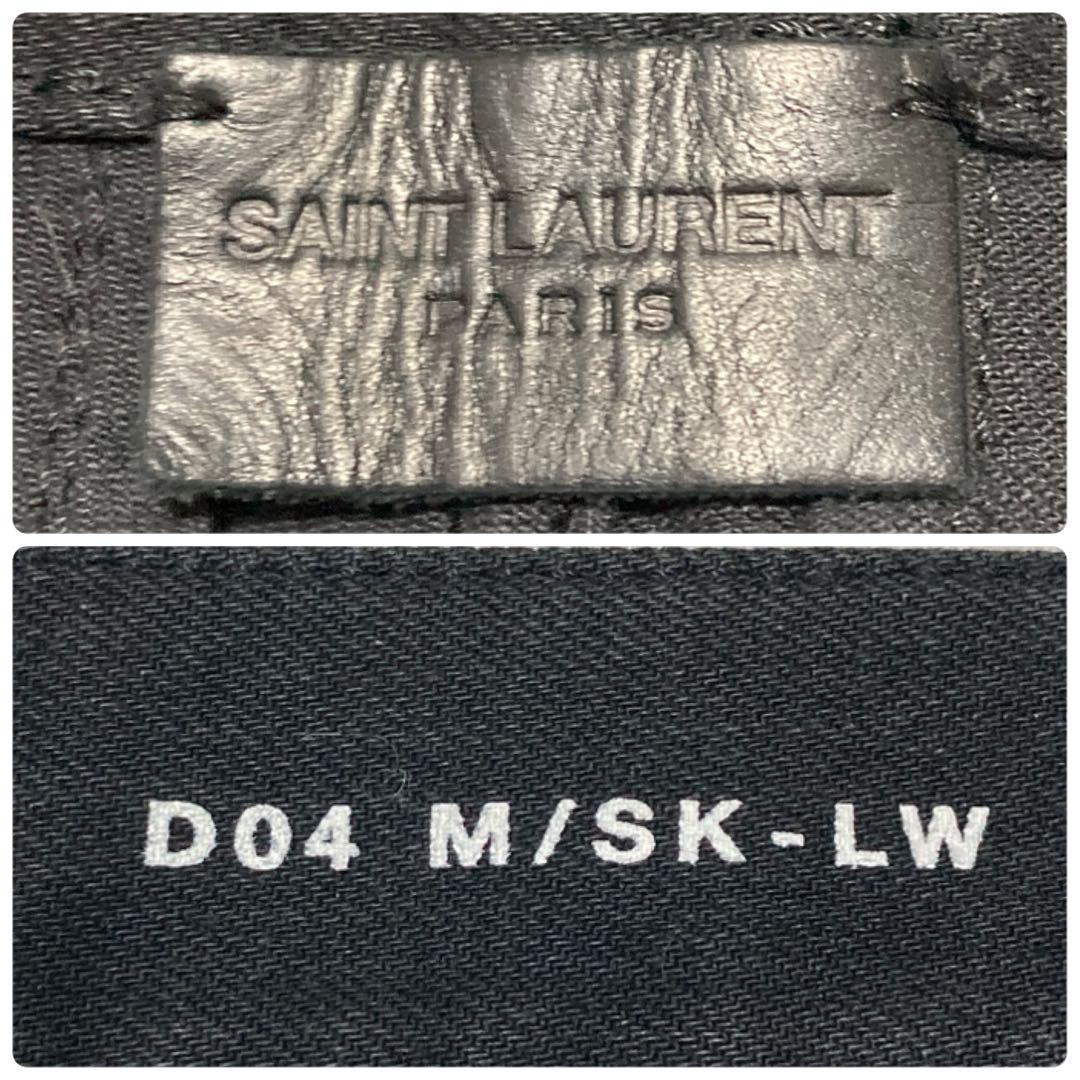 SAINT LAURENT
PARIS
D04 M/SK-LW